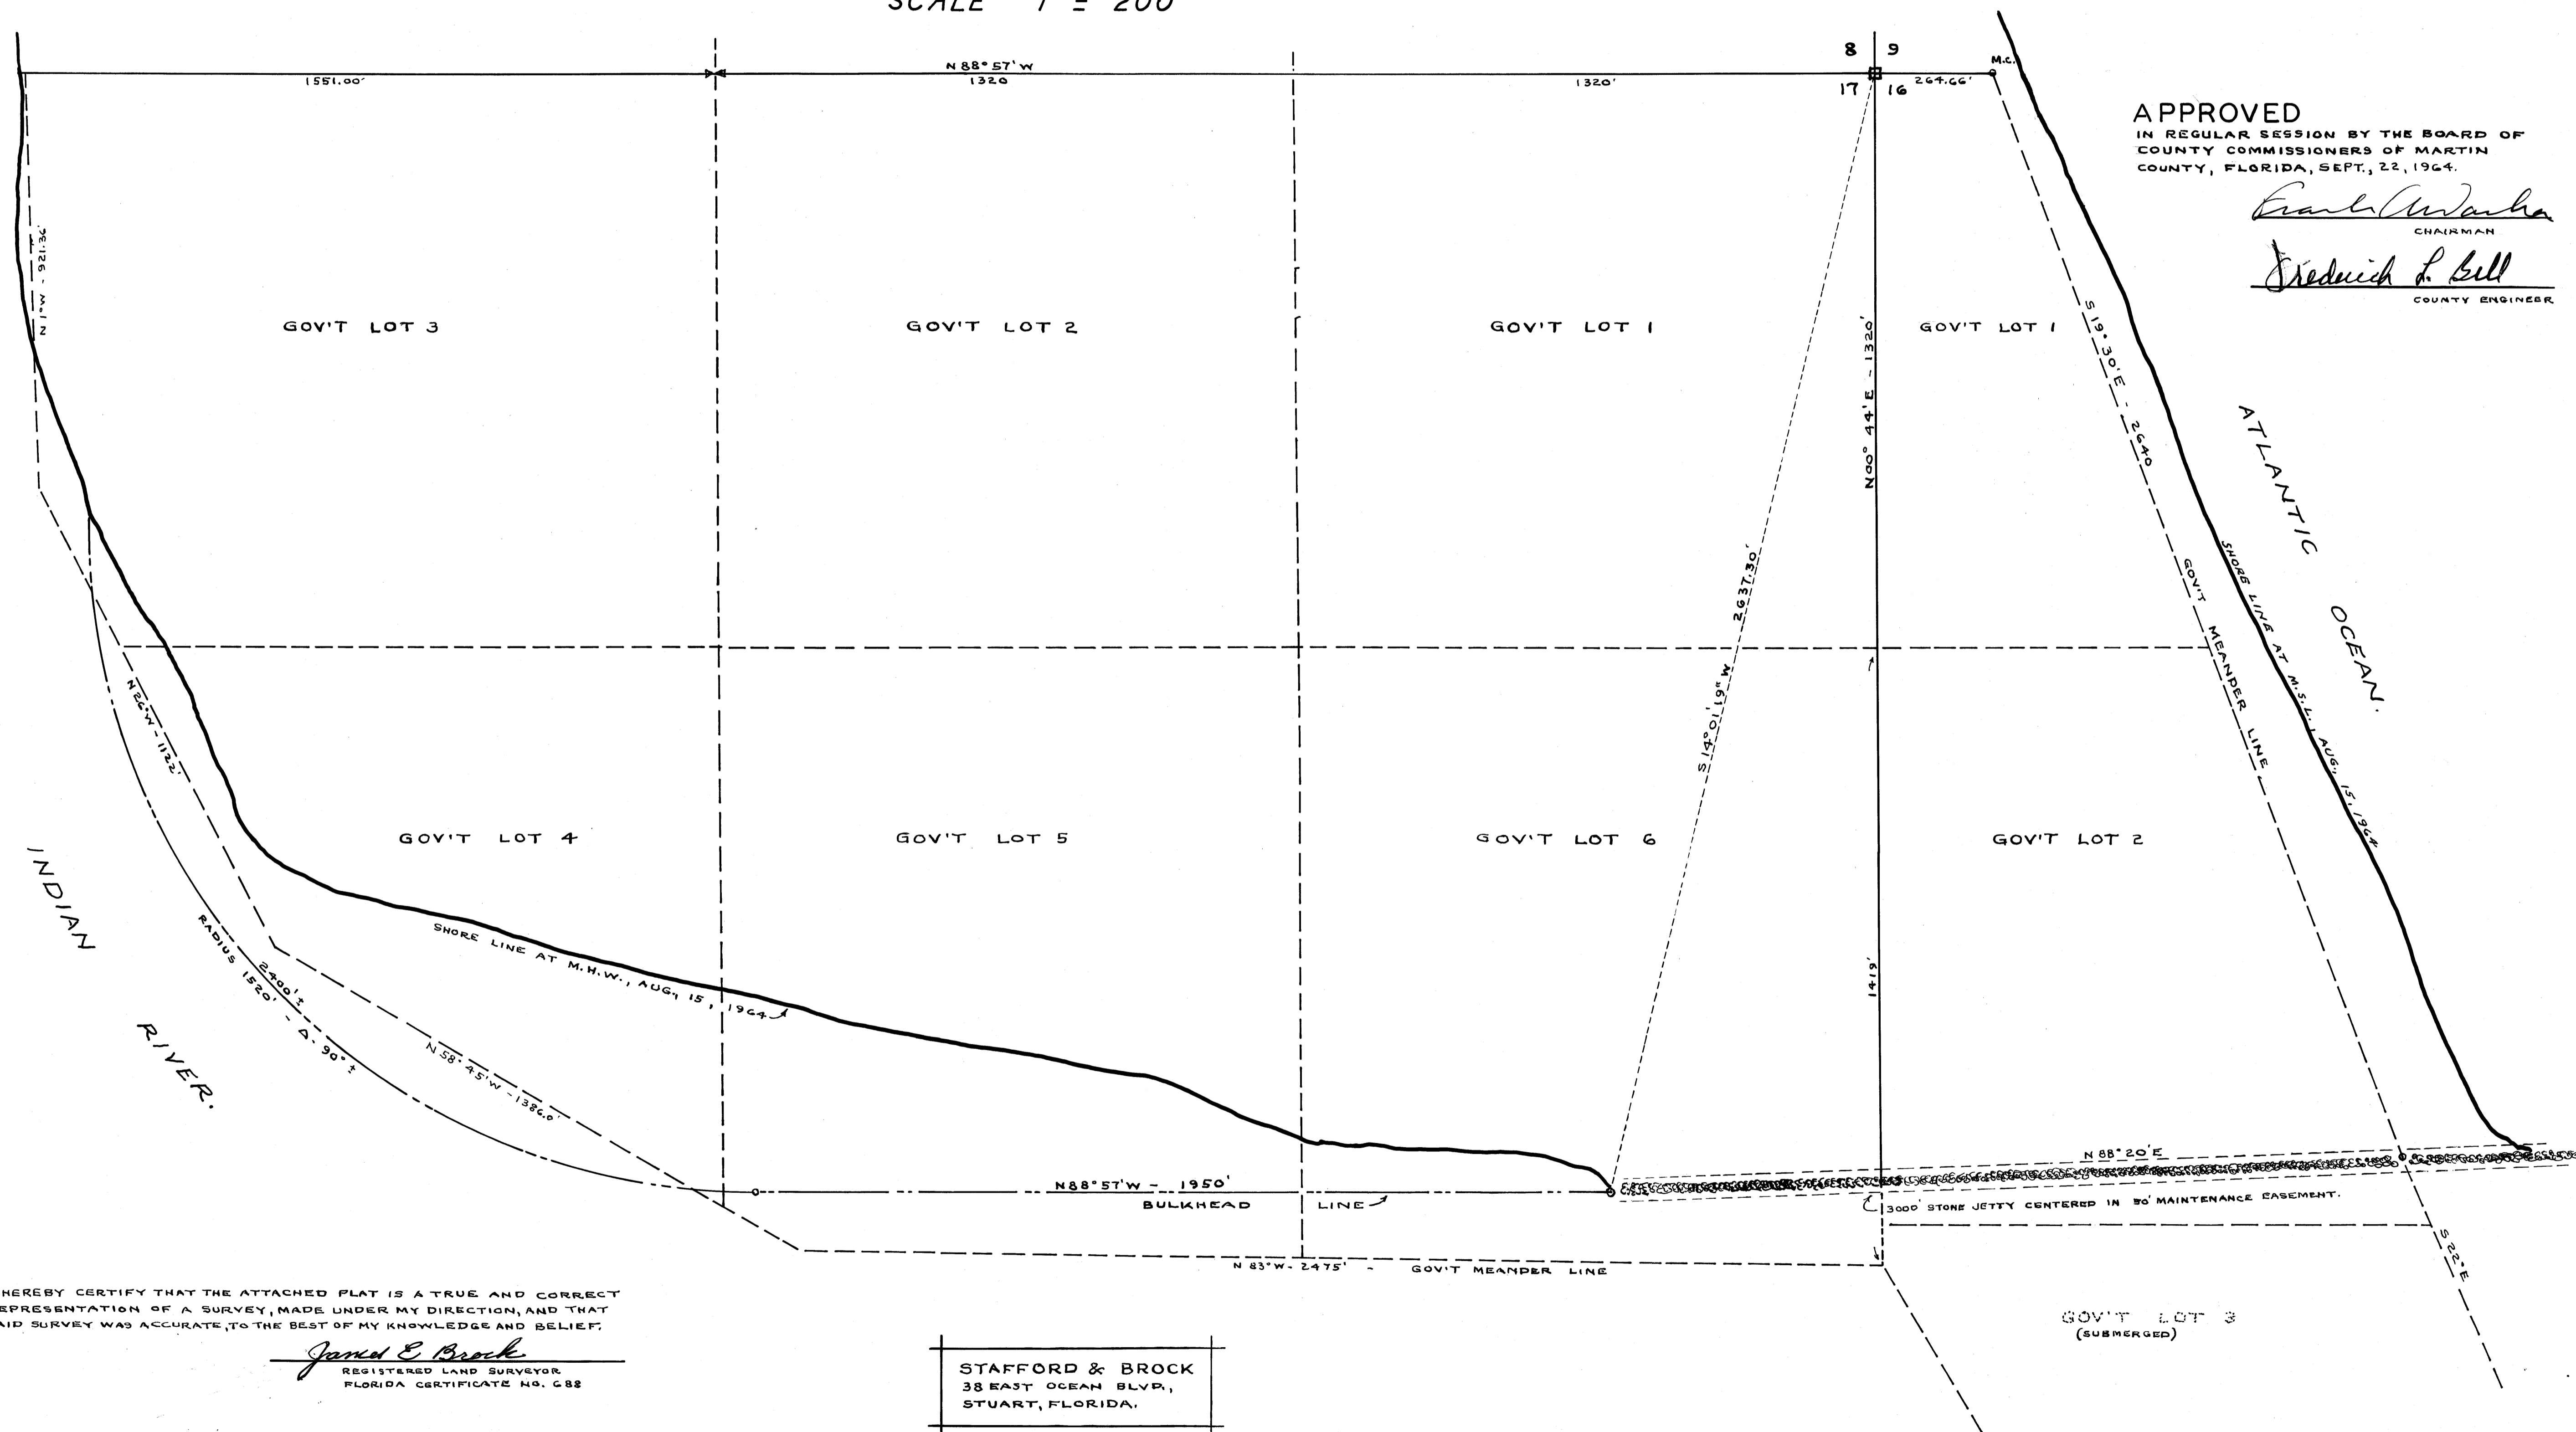 SCALE 1" = 200'
8 9
N 88° 57' W
M.C.
1551.00'
1320
1320'
17 16
264.66'
APPROVED
IN REGULAR SESSION BY THE BOARD OF
COUNTY COMMISSIONERS OF MARTIN
COUNTY, FLORIDA, SEPT., 22, 1964.
CHAIRMAN
Frederick L. Bell
COUNTY ENGINEER
N 1° W - 921.36'
GOV'T LOT 3
GOV'T LOT 2
GOV'T LOT 1
N 00° 44' E - 1320'
GOV'T LOT 1
S 19° 30' E - 2640
ATLANTIC OCEAN.
GOV'T MEANDER LINE
SHORE LINE AT M.S.L., AUG., 15, 1964
S 14° 01' 19" W 2637.30'
N 26° W - 1122'
GOV'T LOT 4
GOV'T LOT 5
GOV'T LOT 6
GOV'T LOT 2
INDIAN RIVER.
SHORE LINE AT M.H.W., AUG., 15, 1964
1419'
2400' ±
RADIUS 1520' - Δ - 90° ±
N 58° 45' W - 1386.0'
N 88° 20' E
N 88° 57' W - 1950'
BULKHEAD LINE
3000' STONE JETTY CENTERED IN 50' MAINTENANCE EASEMENT.
S 22° E
N 83° W - 2475' - GOV'T MEANDER LINE
GOV'T LOT 3
(SUBMERGED)
HEREBY CERTIFY THAT THE ATTACHED PLAT IS A TRUE AND CORRECT
EPRESENTATION OF A SURVEY, MADE UNDER MY DIRECTION, AND THAT
AID SURVEY WAS ACCURATE, TO THE BEST OF MY KNOWLEDGE AND BELIEF.
James E Brock
REGISTERED LAND SURVEYOR
FLORIDA CERTIFICATE NO. 688
STAFFORD & BROCK
38 EAST OCEAN BLVD.,
STUART, FLORIDA.